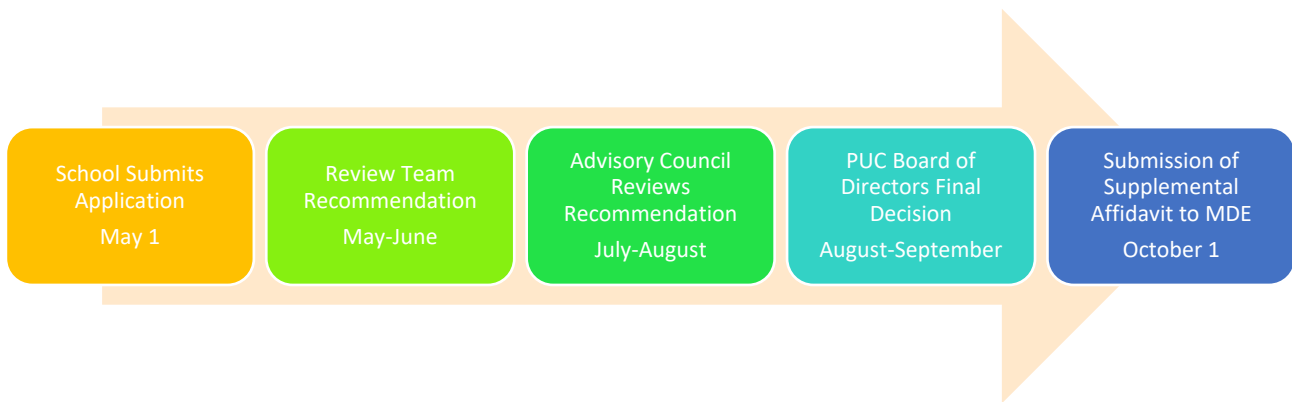 School Submits
Application
May 1
Review Team
Recommendation
May-June
Advisory Council
Reviews
Recommendation
July-August
PUC Board of
Directors Final
Decision
August-September
Submission of
Supplemental
Affidavit to MDE
October 1